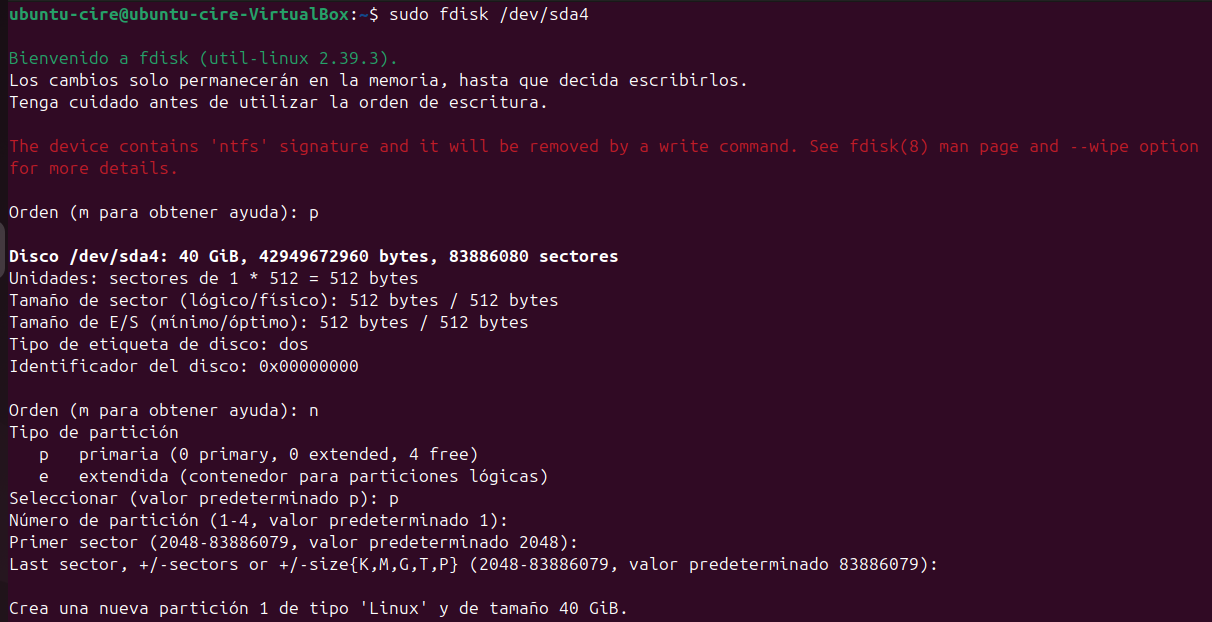 ubuntu-cire@ubuntu-cire-VirtualBox:~$ sudo fdisk /dev/sda4
Bienvenido a fdisk (util-linux 2.39.3).
Los cambios solo permanecerán en la memoria, hasta que decida escribirlos.
Tenga cuidado antes de utilizar la orden de escritura.
The device contains 'ntfs' signature and it will be removed by a write command. See fdisk(8) man page and --wipe option
for more details.
Orden (m para obtener ayuda): p
Disco /dev/sda4: 40 GiB, 42949672960 bytes, 83886080 sectores
Unidades: sectores de 1 * 512 = 512 bytes
Tamaño de sector (lógico/físico): 512 bytes / 512 bytes
Tamaño de E/S (mínimo/óptimo): 512 bytes / 512 bytes
Tipo de etiqueta de disco: dos
Identificador del disco: 0x00000000
Orden (m para obtener ayuda): n
Tipo de partición
   p   primaria (0 primary, 0 extended, 4 free)
   e   extendida (contenedor para particiones lógicas)
Seleccionar (valor predeterminado p): p
Número de partición (1-4, valor predeterminado 1):
Primer sector (2048-83886079, valor predeterminado 2048):
Last sector, +/-sectors or +/-size{K,M,G,T,P} (2048-83886079, valor predeterminado 83886079):
Crea una nueva partición 1 de tipo 'Linux' y de tamaño 40 GiB.